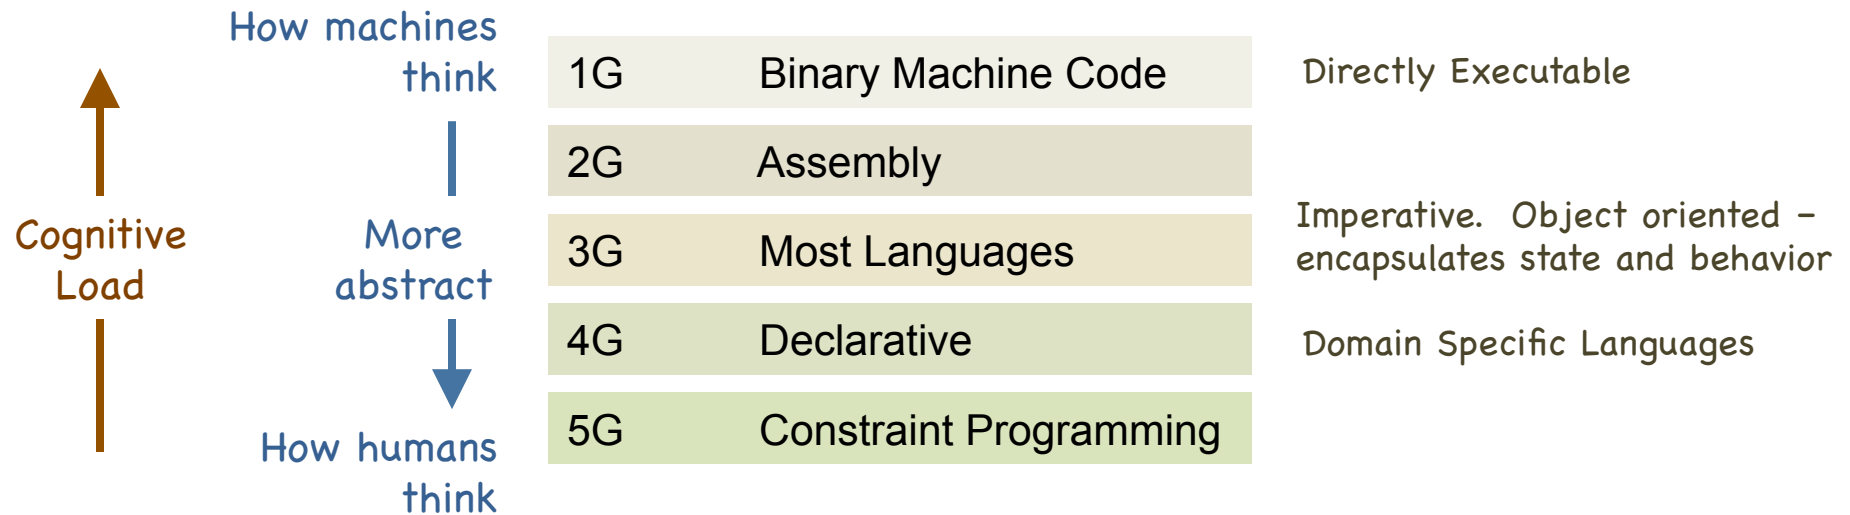 How machines
think
1G Binary Machine Code Directly Executable
2G Assembly
Cognitive
Load
More
abstract
3G Most Languages
Imperative. Object oriented –
encapsulates state and behavior
4G Declarative Domain Specific Languages
5G Constraint Programming
How humans
think